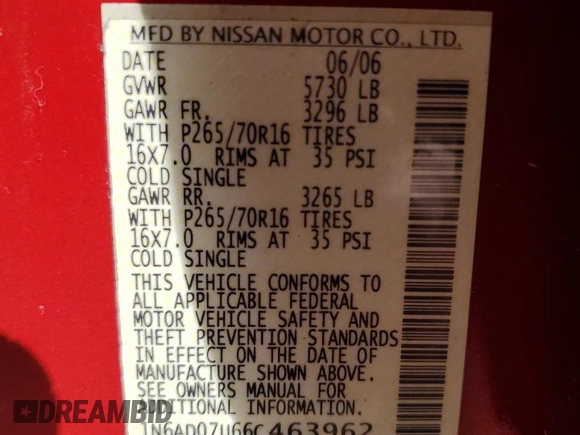 MFD BY NISSAN MOTOR CO., LTD.
DATE 06/06
GVWR 5730 LB
GAWR FR. 3296 LB
WITH P265/70R16 TIRES
16X7.0 RIMS AT 35 PSI
COLD SINGLE
GAWR RR. 3265 LB
WITH P265/70R16 TIRES
16X7.0 RIMS AT 35 PSI
COLD SINGLE
THIS VEHICLE CONFORMS TO
ALL APPLICABLE FEDERAL
MOTOR VEHICLE SAFETY AND
THEFT PREVENTION STANDARDS
IN EFFECT ON THE DATE OF
MANUFACTURE SHOWN ABOVE.
SEE OWNERS MANUAL FOR
ADDITIONAL INFORMATION.
1N6AD07U66C463962
DREAMBID